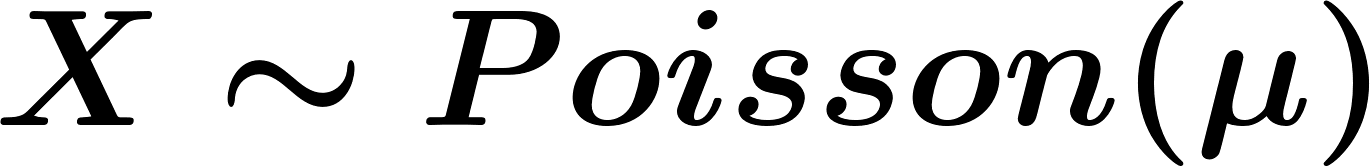 X ~ Poisson(μ)